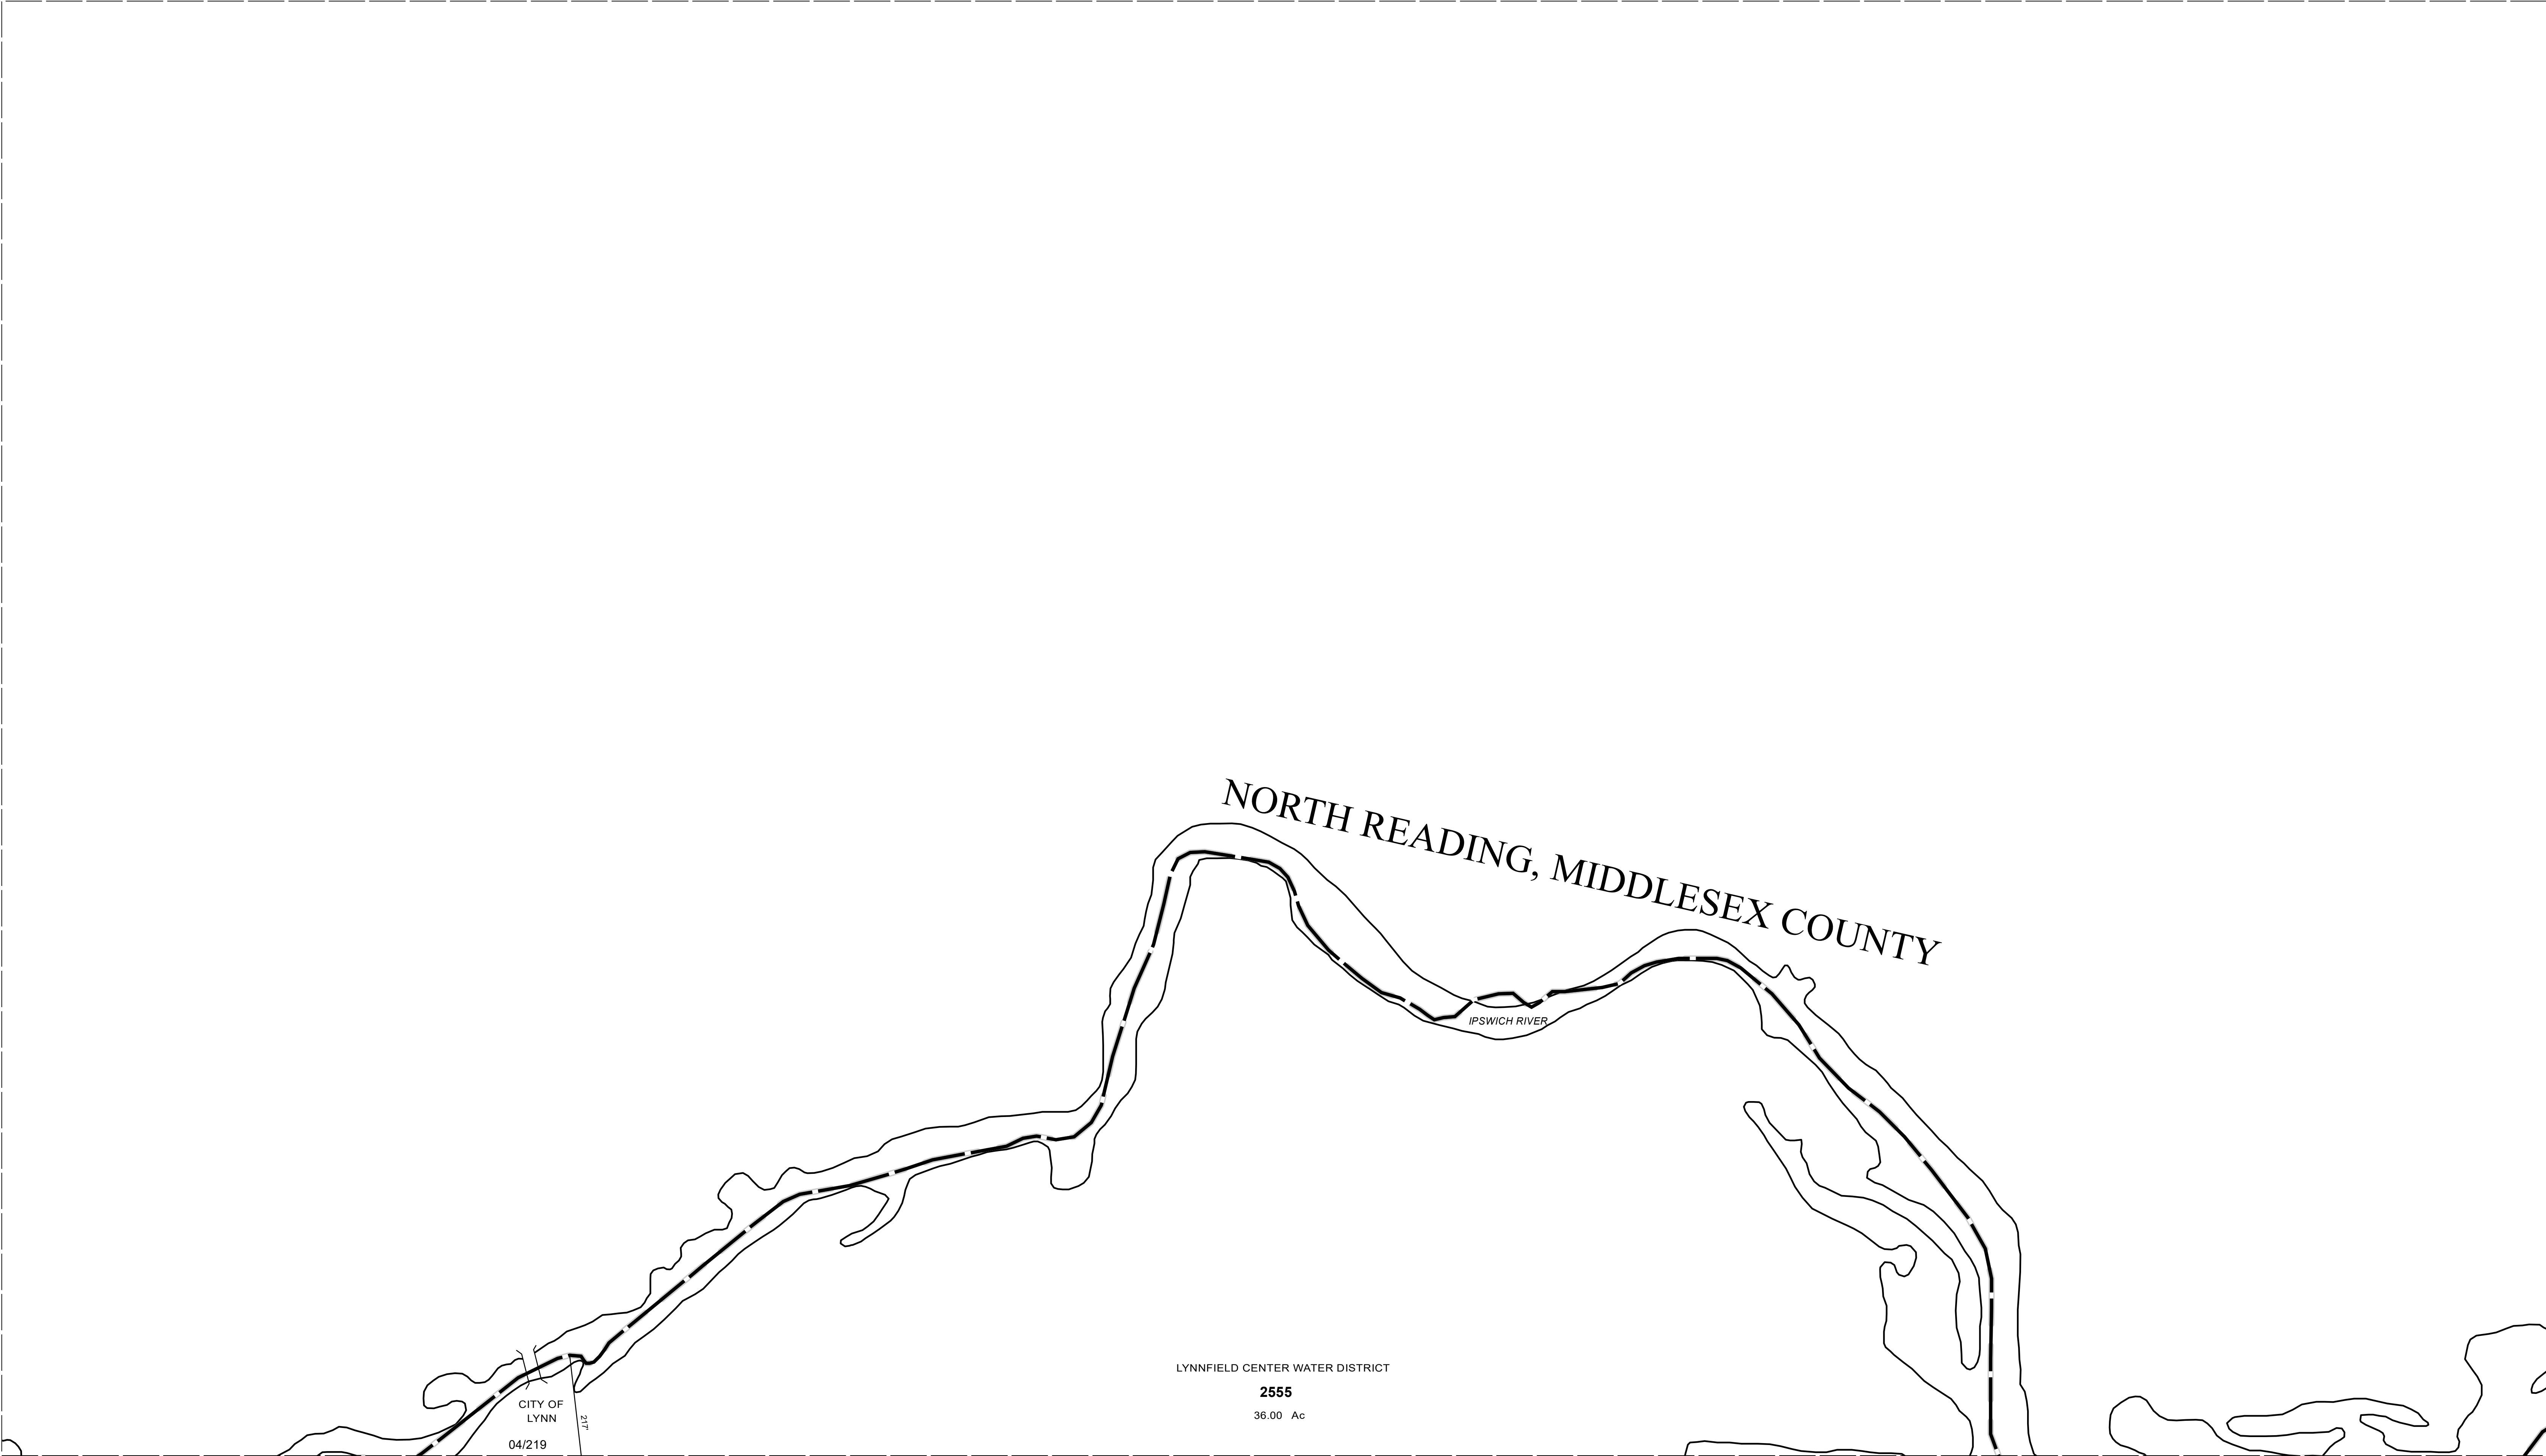 NORTH READING, MIDDLESEX COUNTY
IPSWICH RIVER
LYNNFIELD CENTER WATER DISTRICT
2555
36.00 Ac
CITY OF
LYNN
217'
04/219